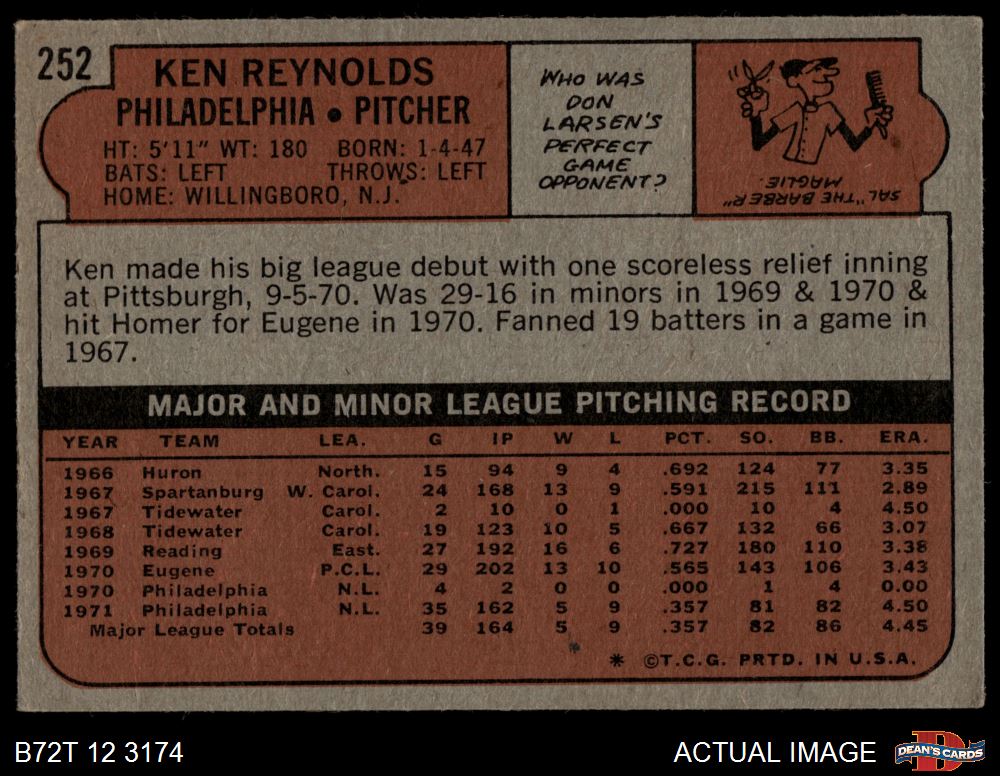 252
KEN REYNOLDS
PHILADELPHIA • PITCHER
HT: 5'11" WT: 180 BORN: 1-4-47
BATS: LEFT THROWS: LEFT
HOME: WILLINGBORO, N.J.
WHO WAS
DON
LARSEN'S
PERFECT
GAME
OPPONENT?
SAL "THE BARBER"
MAGLIE.
Ken made his big league debut with one scoreless relief inning
at Pittsburgh, 9-5-70. Was 29-16 in minors in 1969 & 1970 &
hit Homer for Eugene in 1970. Fanned 19 batters in a game in
1967.
MAJOR AND MINOR LEAGUE PITCHING RECORD
YEAR TEAM LEA. G IP W L PCT. SO. BB. ERA.
1966 Huron North. 15 94 9 4 .692 124 77 3.35
1967 Spartanburg W. Carol. 24 168 13 9 .591 215 111 2.89
1967 Tidewater Carol. 2 10 0 1 .000 10 4 4.50
1968 Tidewater Carol. 19 123 10 5 .667 132 66 3.07
1969 Reading East. 27 192 16 6 .727 180 110 3.38
1970 Eugene P.C.L. 29 202 13 10 .565 143 106 3.43
1970 Philadelphia N.L. 4 2 0 0 .000 1 4 0.00
1971 Philadelphia N.L. 35 162 5 9 .357 81 82 4.50
Major League Totals 39 164 5 9 .357 82 86 4.45
* ©T.C.G. PRTD. IN U.S.A.
B72T 12 3174
ACTUAL IMAGE
DEAN'S CARDS